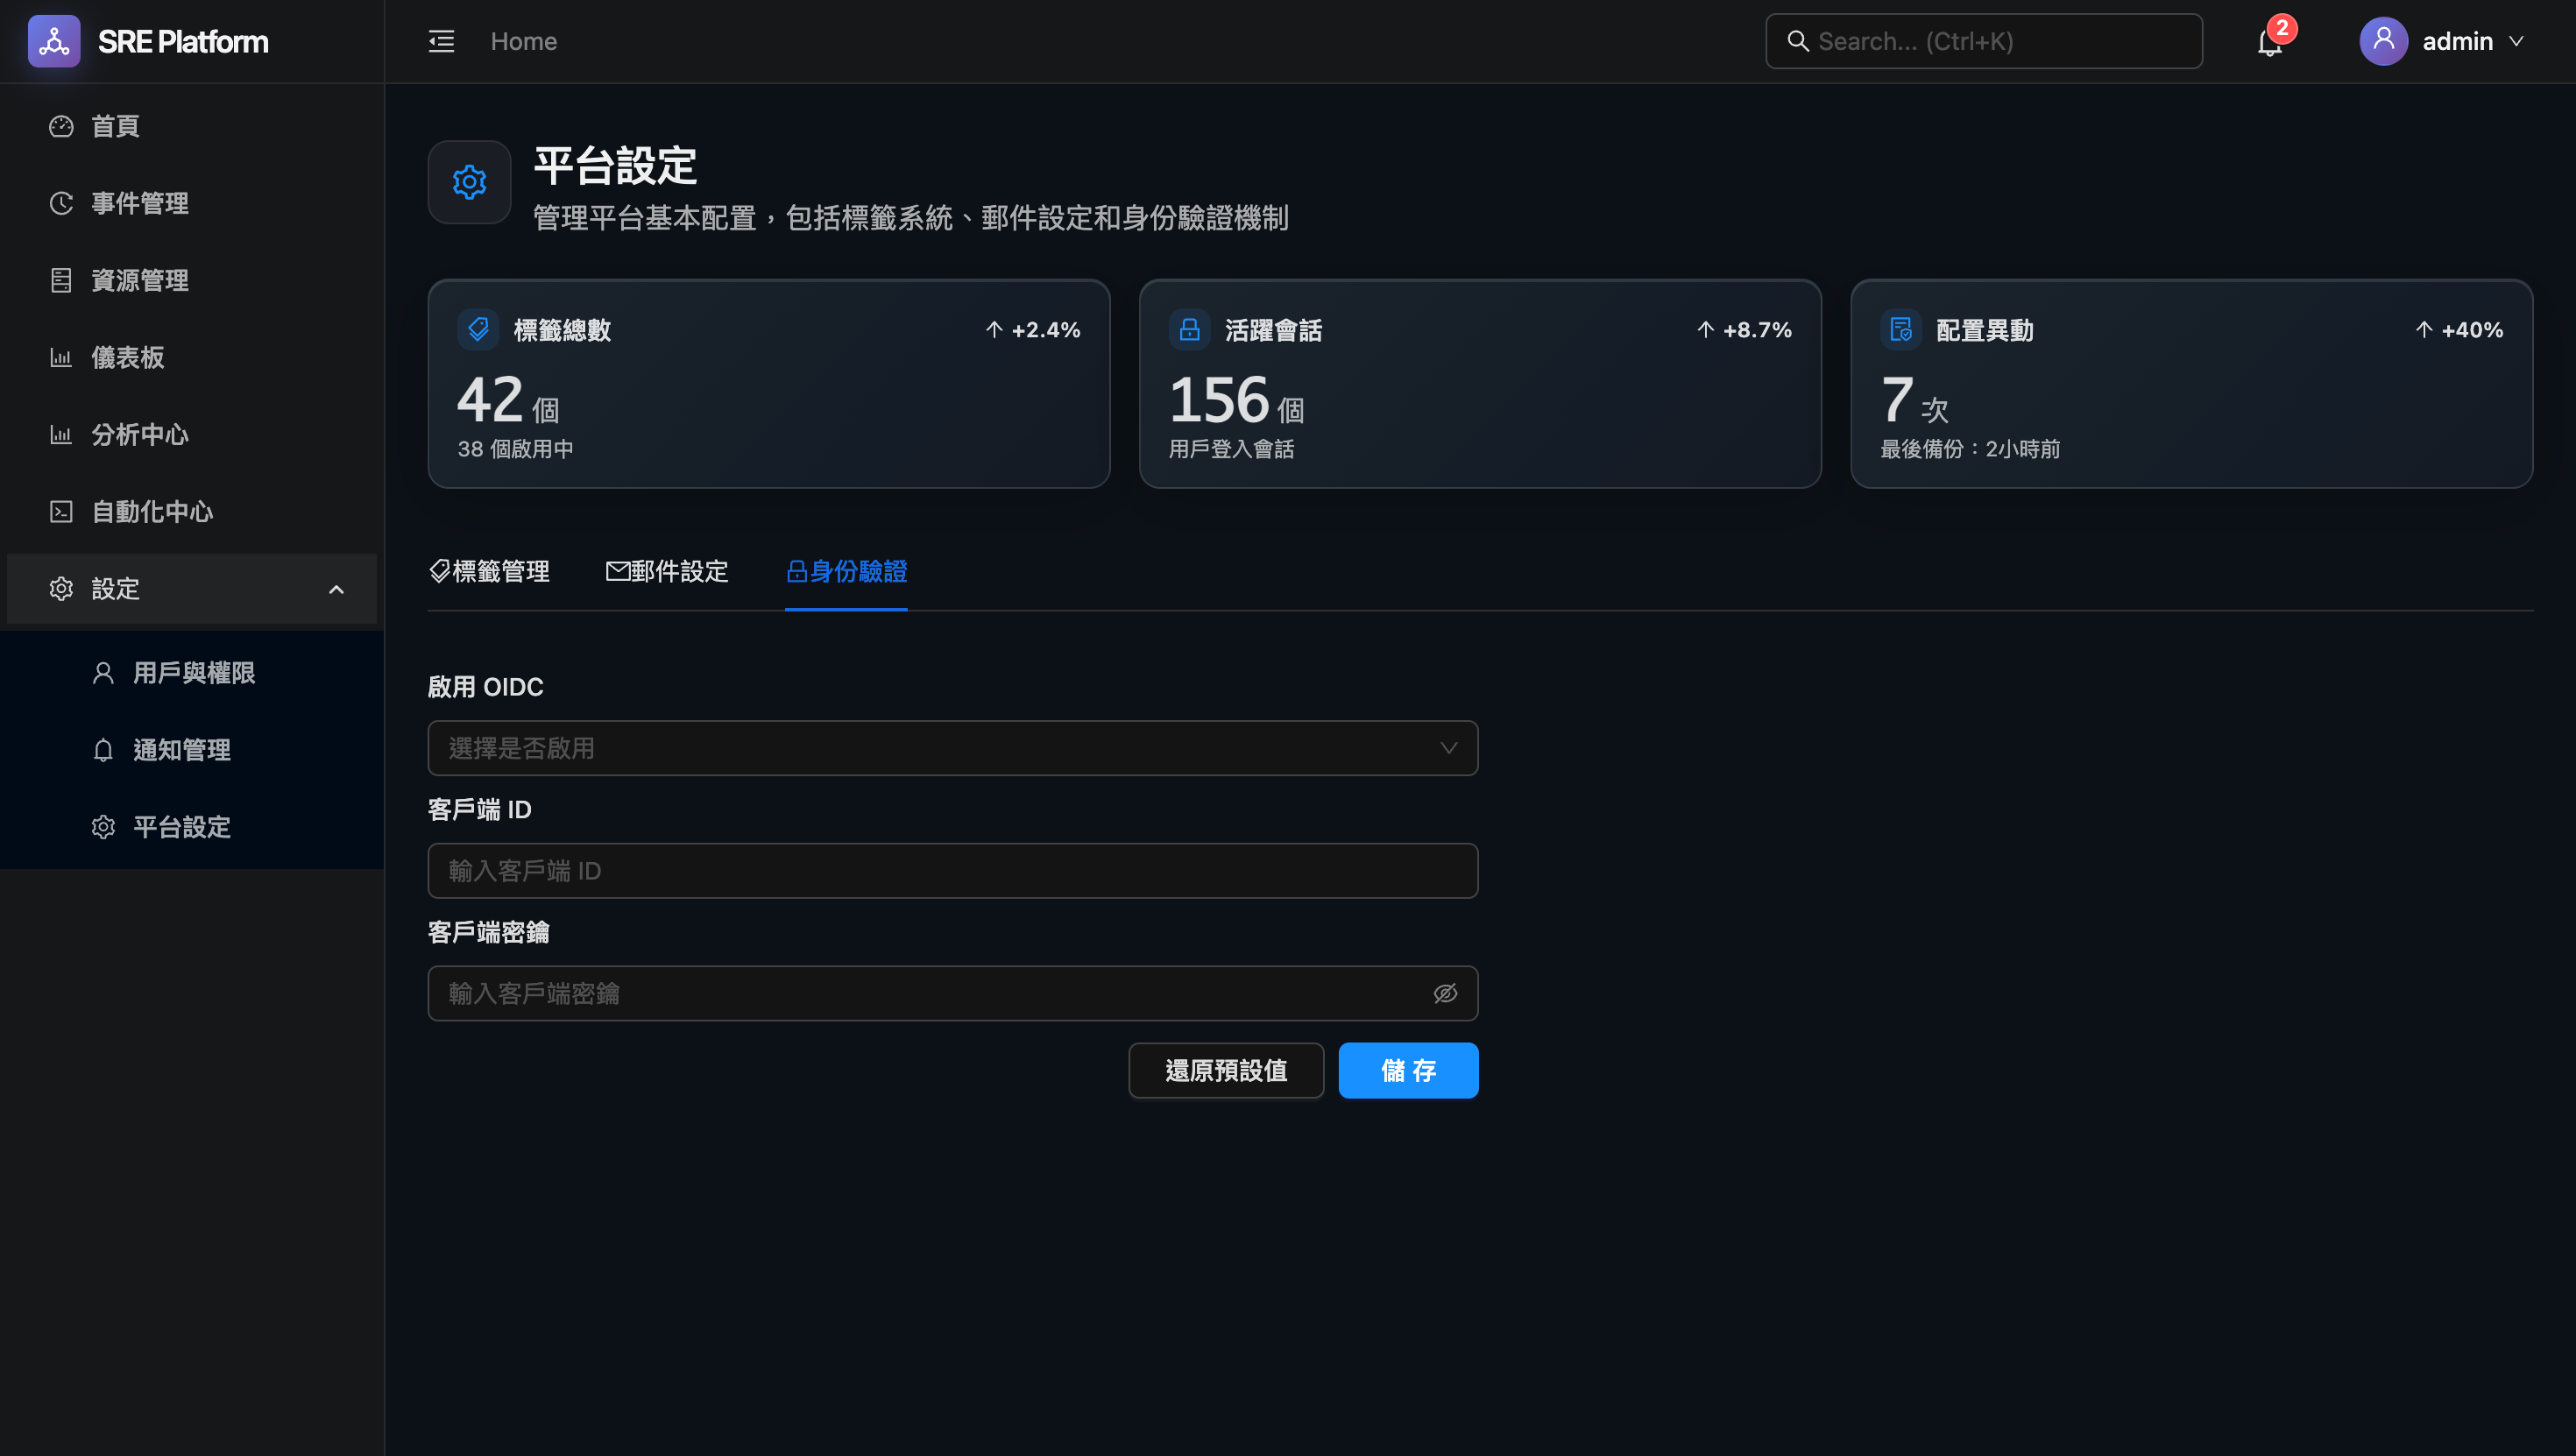 SRE Platform
Home
Search... (Ctrl+K)
2
admin
首頁
事件管理
資源管理
儀表板
分析中心
自動化中心
設定
用戶與權限
通知管理
平台設定
平台設定
管理平台基本配置，包括標籤系統、郵件設定和身份驗證機制
標籤總數
+2.4%
42 個
38 個啟用中
活躍會話
+8.7%
156 個
用戶登入會話
配置異動
+40%
7 次
最後備份：2小時前
標籤管理
郵件設定
身份驗證
啟用 OIDC
選擇是否啟用
客戶端 ID
輸入客戶端 ID
客戶端密鑰
輸入客戶端密鑰
還原預設值
儲 存